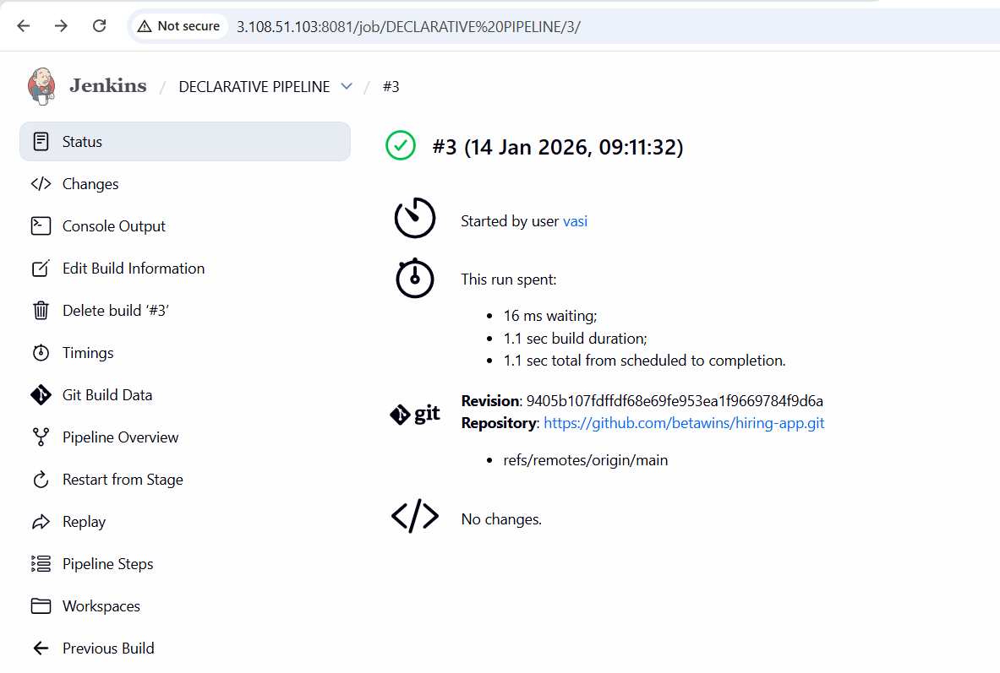 Not secure 3.108.51.103:8081/job/DECLARATIVE%20PIPELINE/3/
Jenkins / DECLARATIVE PIPELINE / #3
Status
Changes
Console Output
Edit Build Information
Delete build ‘#3’
Timings
Git Build Data
Pipeline Overview
Restart from Stage
Replay
Pipeline Steps
Workspaces
Previous Build
#3 (14 Jan 2026, 09:11:32)
Started by user vasi
This run spent:
16 ms waiting;
1.1 sec build duration;
1.1 sec total from scheduled to completion.
git
Revision: 9405b107fdffdf68e69fe953ea1f9669784f9d6a
Repository: https://github.com/betawins/hiring-app.git
refs/remotes/origin/main
No changes.